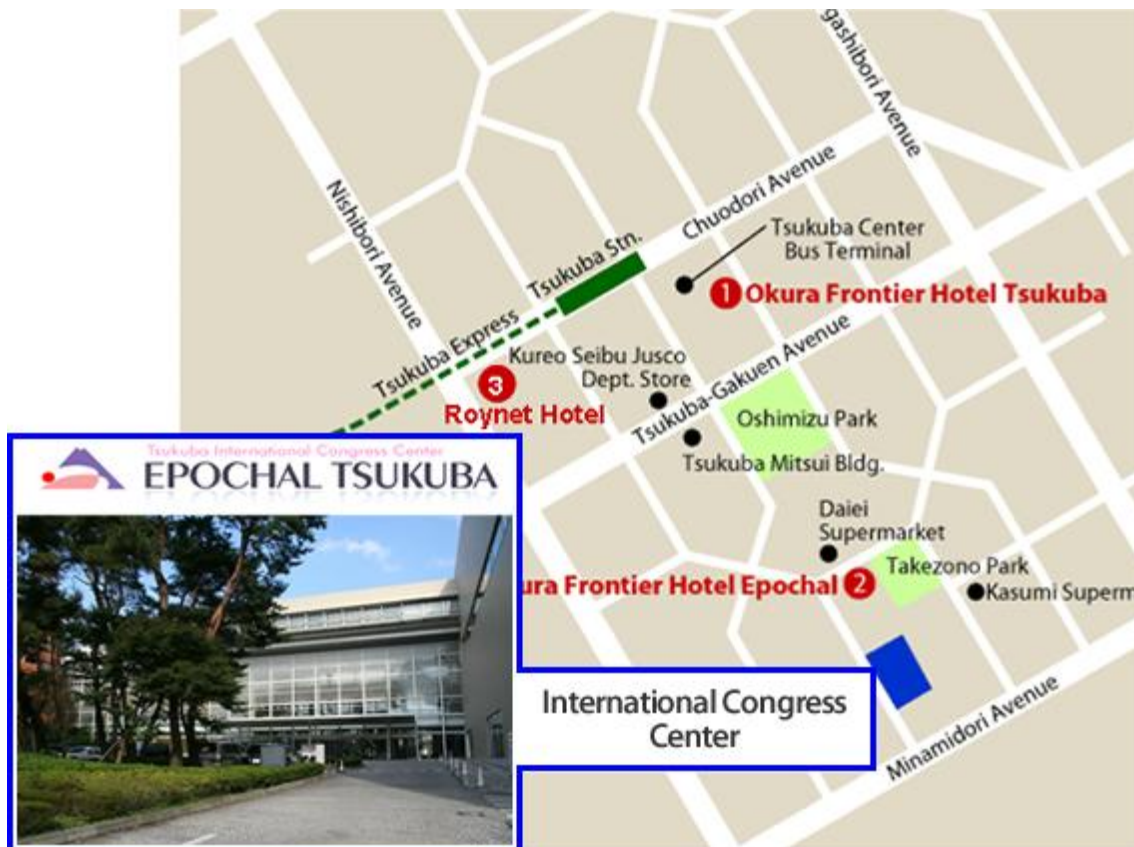 gashibori Avenue
Nishibori Avenue
Chuodori Avenue
Tsukuba Stn.
Tsukuba Express
Tsukuba Center
Bus Terminal
1 Okura Frontier Hotel Tsukuba
Kureo Seibu Jusco
Dept. Store
3
Roynet Hotel
Tsukuba-Gakuen Avenue
Oshimizu Park
Tsukuba Mitsui Bldg.
Tsukuba International Congress Center
EPOCHAL TSUKUBA
Daiei
Supermarket
Takezono Park
ura Frontier Hotel Epochal 2
Kasumi Superm
International Congress
Center
Minamidori Avenue